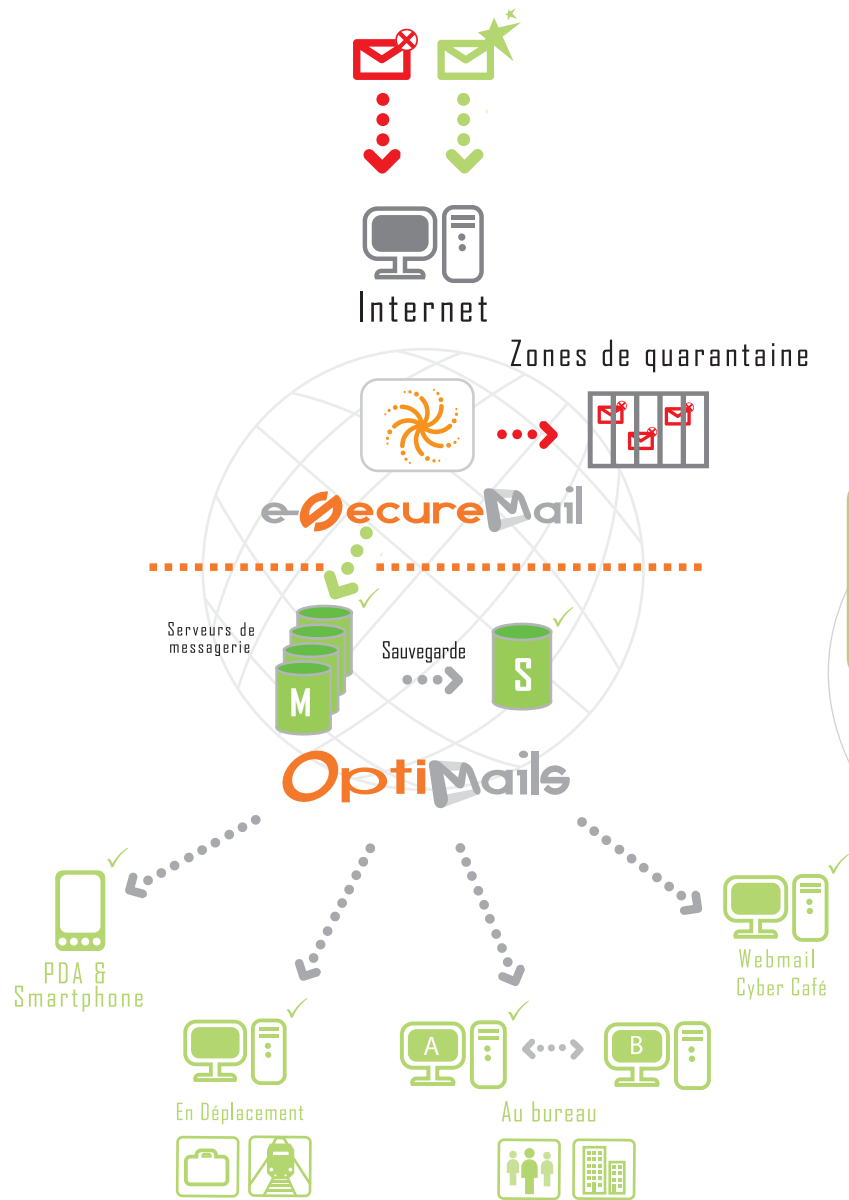 Internet
Zones de quarantaine
e-SecureMail
Serveurs de
messagerie
Sauvegarde
M
S
OptiMails
PDA &
Smartphone
Webmail
Cyber Café
A
B
En Déplacement
Au bureau